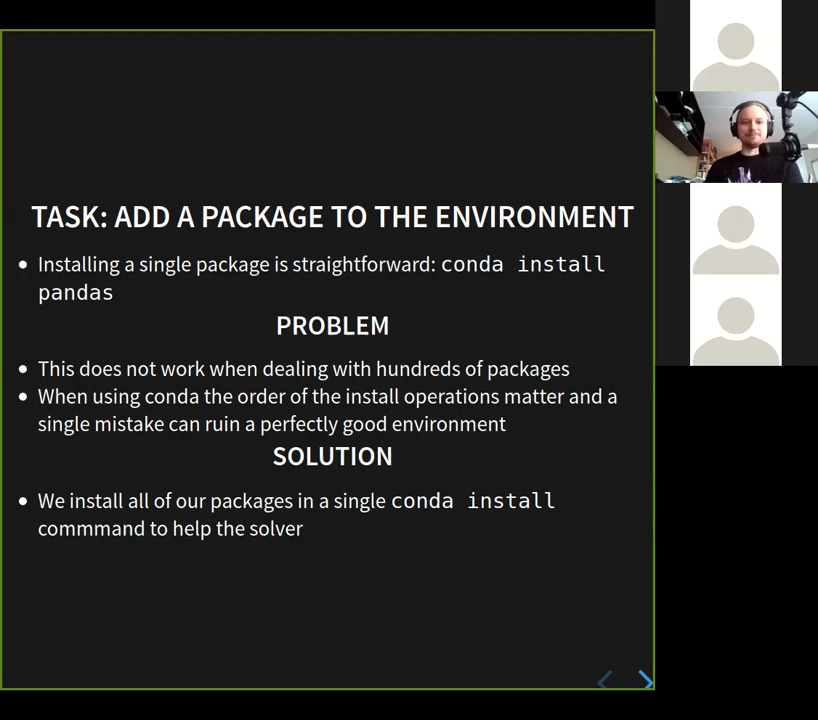 TASK: ADD A PACKAGE TO THE ENVIRONMENT
Installing a single package is straightforward: conda install
pandas
PROBLEM
This does not work when dealing with hundreds of packages
When using conda the order of the install operations matter and a
single mistake can ruin a perfectly good environment
SOLUTION
We install all of our packages in a single conda install
commmand to help the solver